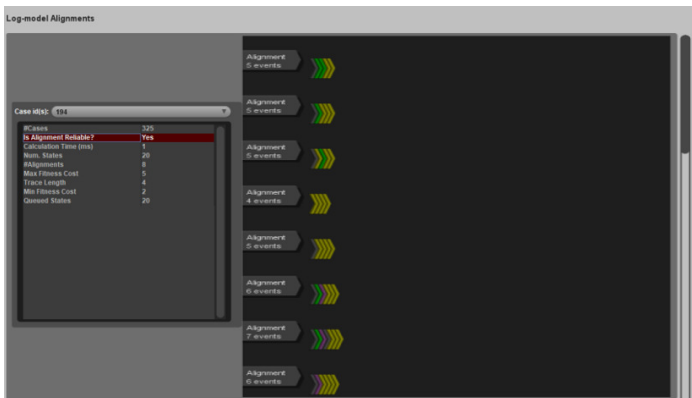 Log-model Alignments
Case id(s): 194
#Cases 325
Is Alignment Reliable? Yes
Calculation Time (ms) 1
Num. States 20
#Alignments 8
Max Fitness Cost 5
Trace Length 4
Min Fitness Cost 2
Queued States 20
Alignment
5 events
Alignment
5 events
Alignment
5 events
Alignment
4 events
Alignment
5 events
Alignment
6 events
Alignment
7 events
Alignment
6 events